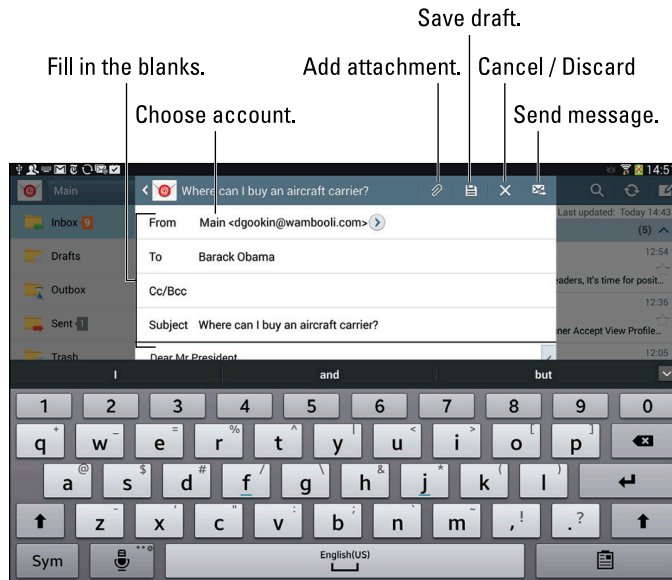 Save draft.
Fill in the blanks.
Add attachment.
Cancel / Discard
Choose account.
Send message.
14:5
Main
Where can I buy an aircraft carrier?
Last updated: Today 14:43
Inbox 9
From Main <dgookin@wambooli.com>
(5)
Drafts
To Barack Obama
12:54
eaders, It's time for posit...
Outbox
Cc/Bcc
12:36
Sent 1
Subject Where can I buy an aircraft carrier?
ner Accept View Profile...
Trash
Dear Mr President
12:05
I and but
1 2 3 4 5 6 7 8 9 0
+ _ = % ^ < > [ ]
q w e r t y u i o p
@ $ # / \ & * ( )
a s d f g h j k l
- ' " : ; ~ ! ?
z x c v b n m , .
Sym English(US)